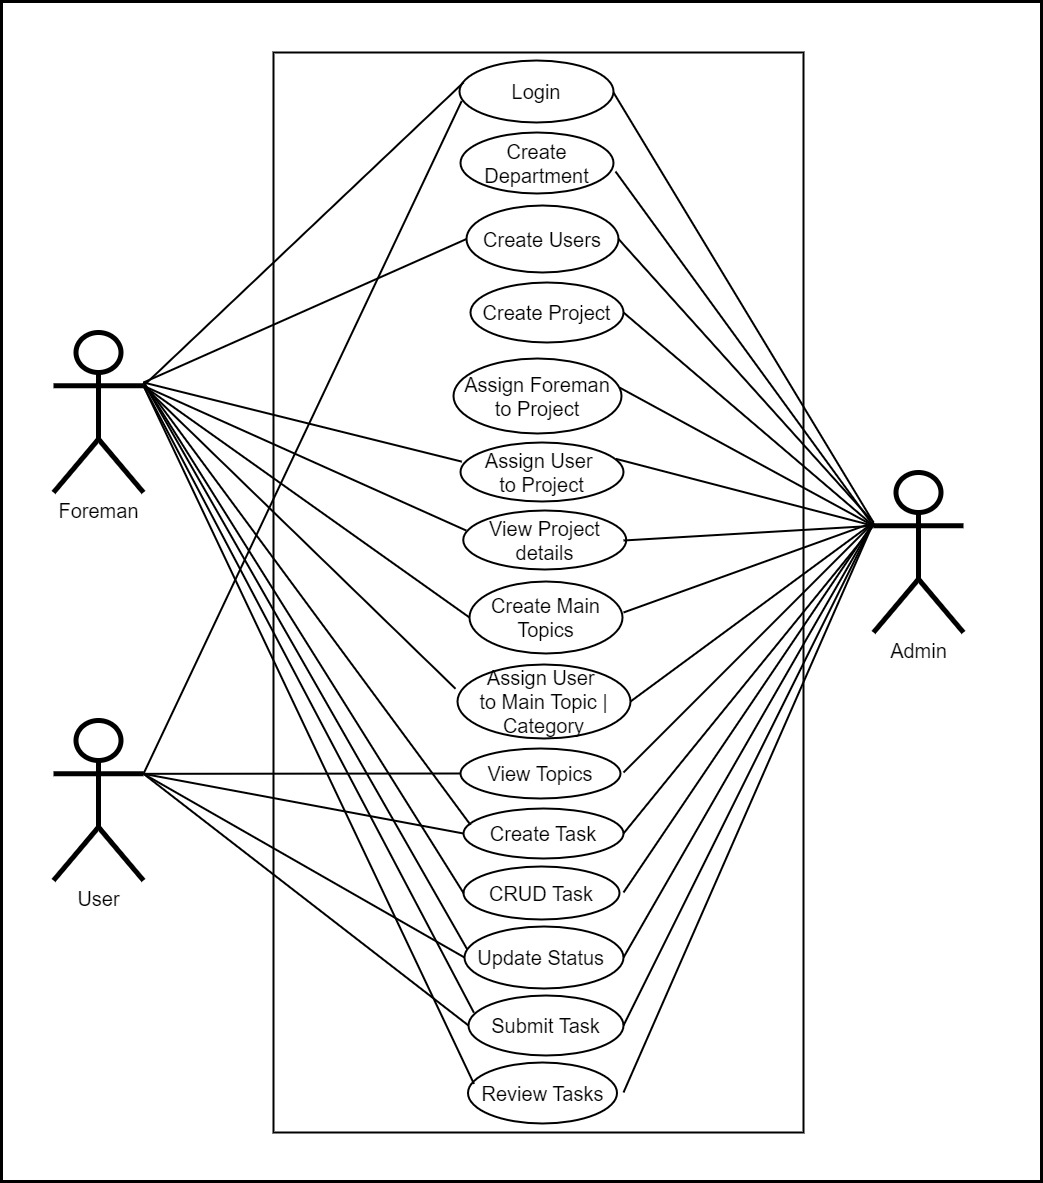 Login
Create
Department
Create Users
Create Project
Assign Foreman
to Project
Assign User
to Project
View Project
details
Create Main
Topics
Assign User
to Main Topic |
Category
View Topics
Create Task
CRUD Task
Update Status
Submit Task
Review Tasks
Foreman
User
Admin